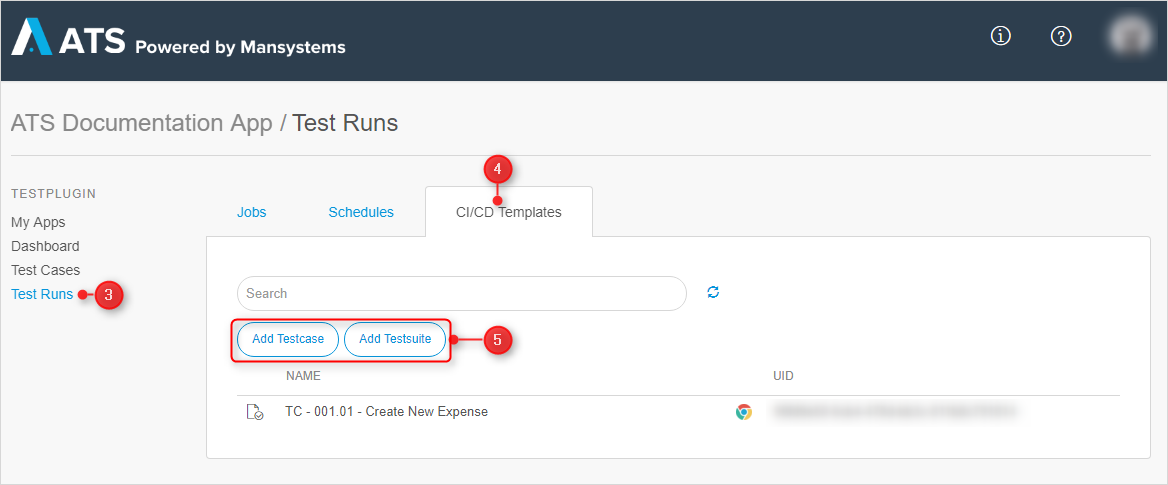 ATS Powered by Mansystems
ATS Documentation App / Test Runs
4
TESTPLUGIN
My Apps
Dashboard
Test Cases
Test Runs
3
Jobs
Schedules
CI/CD Templates
Search
Add Testcase
Add Testsuite
5
NAME
UID
TC - 001.01 - Create New Expense